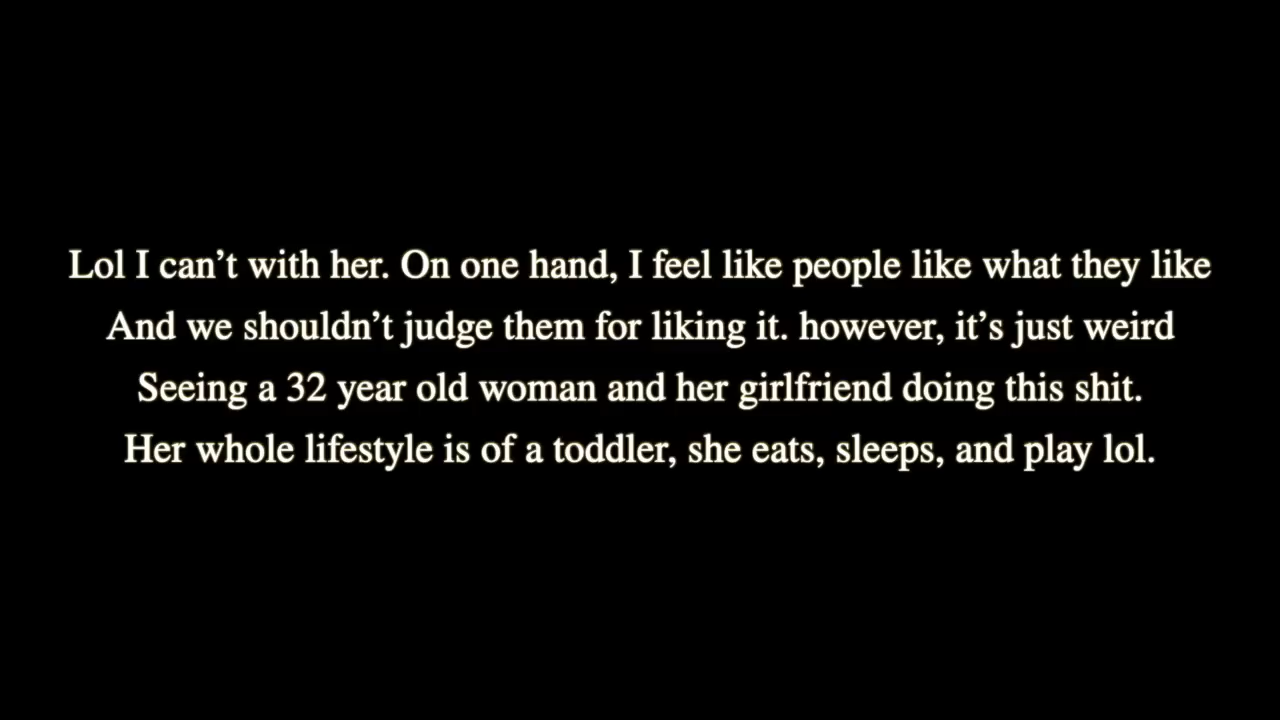 Lol I can’t with her. On one hand, I feel like people like what they like
And we shouldn’t judge them for liking it. however, it’s just weird
Seeing a 32 year old woman and her girlfriend doing this shit.
Her whole lifestyle is of a toddler, she eats, sleeps, and play lol.